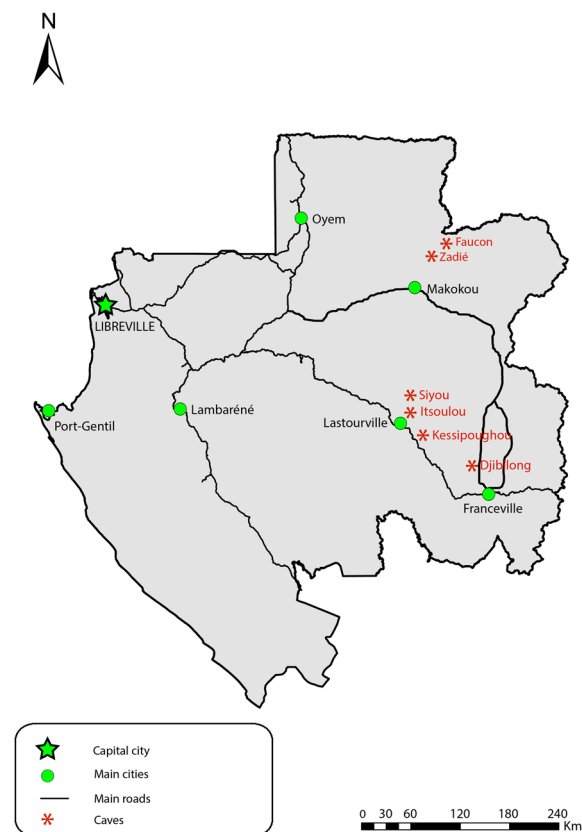 N
Oyem
Faucon
Zadié
Makokou
LIBREVILLE
Siyou
Itsoulou
Port-Gentil
Lambaréné
Lastourville
Kessipoughou
Djibilong
Franceville
Capital city
Main cities
Main roads
Caves
0 30 60 120 180 240
Km